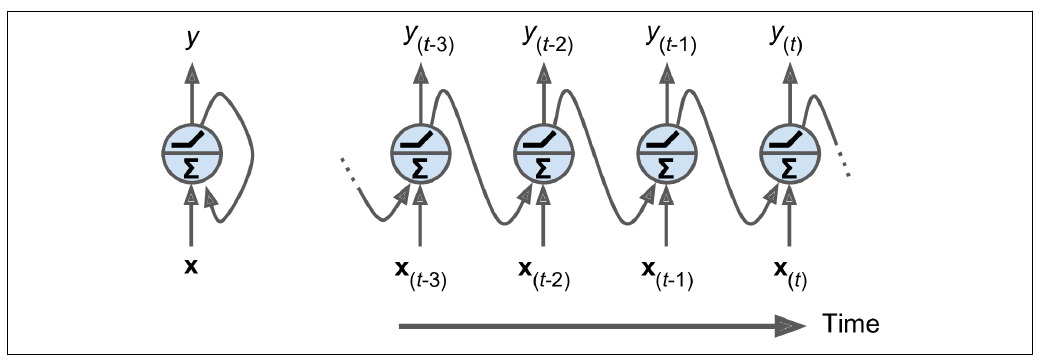 y y(t-3) y(t-2) y(t-1) y(t)
Σ Σ Σ Σ Σ
x x(t-3) x(t-2) x(t-1) x(t)
Time